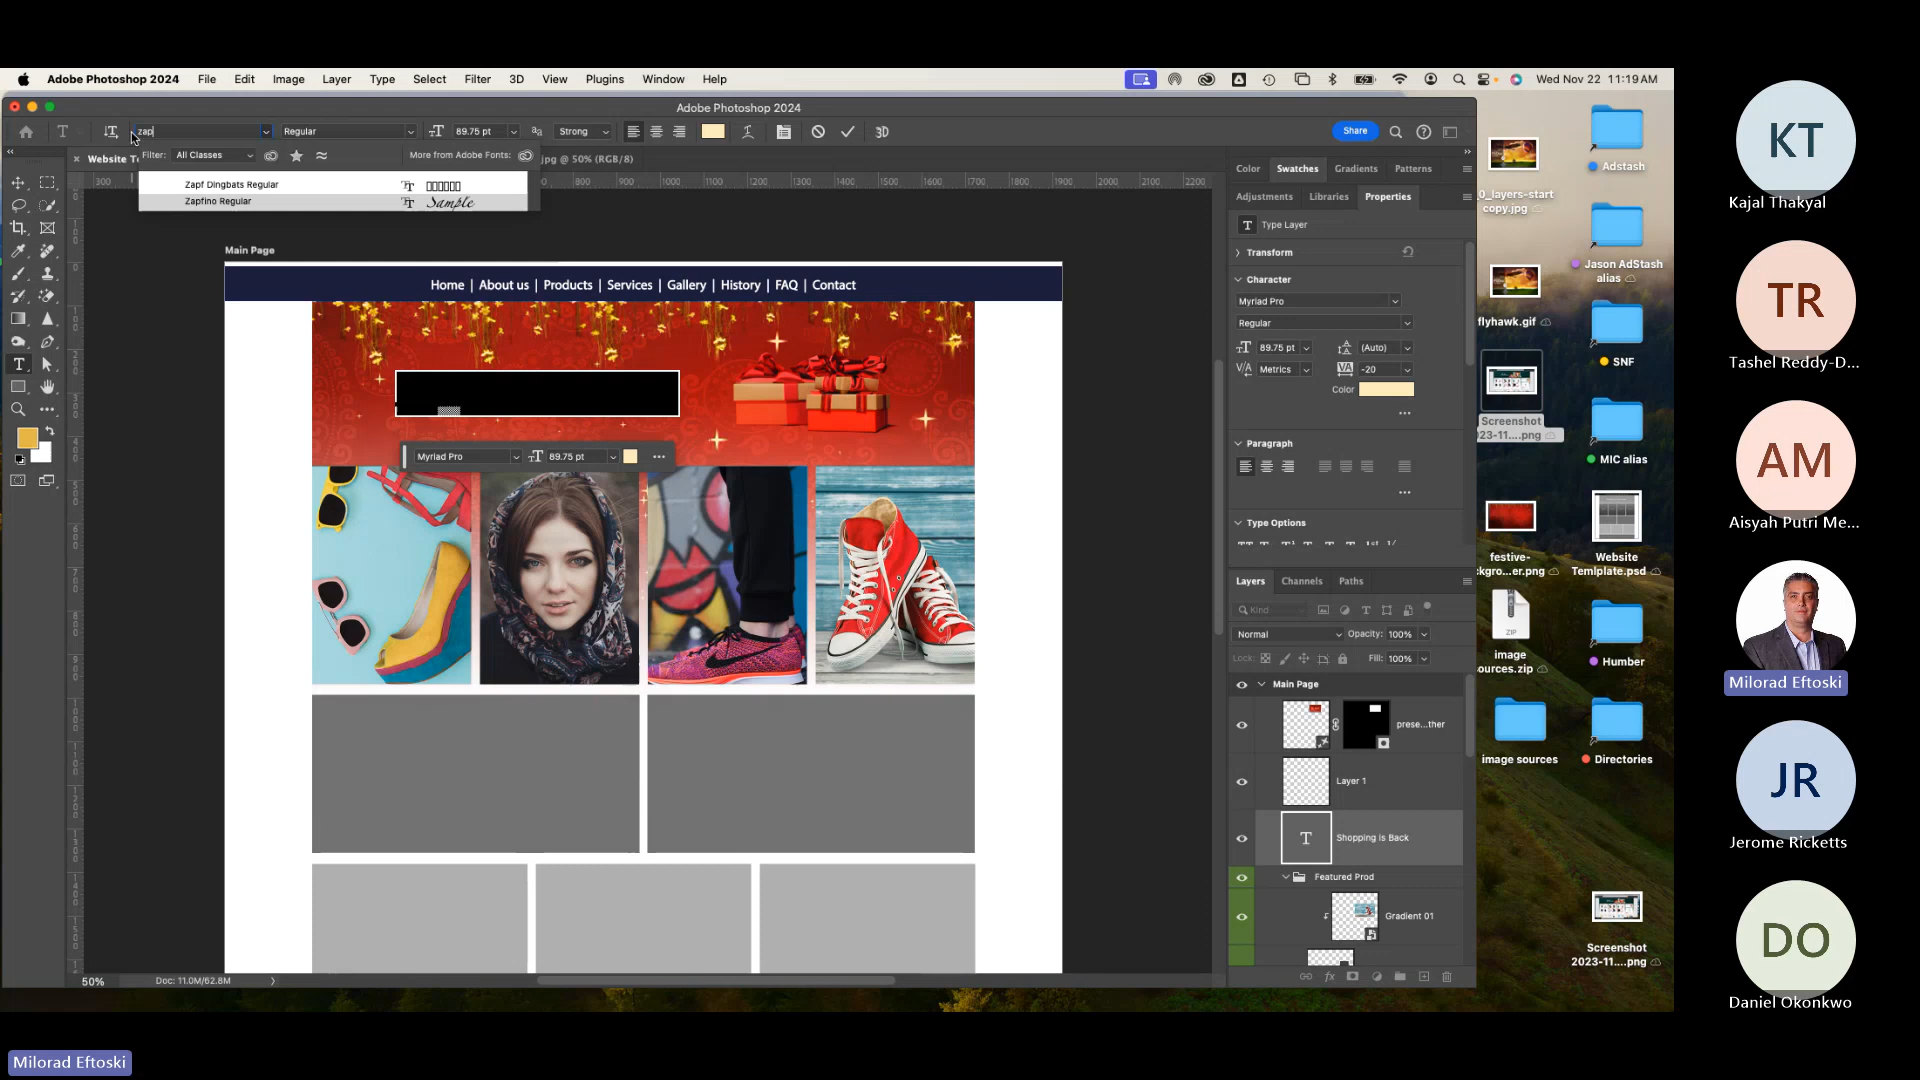 Adobe Photoshop 2024 File Edit Image Layer Type Select Filter 3D View Plugins Window Help Wed Nov 22 11:19 AM
Adobe Photoshop 2024
zap Regular 89.75 pt Strong 3D Share
Website T
Filter: All Classes More from Adobe Fonts:
.jpg @ 50% (RGB/8)
Zapf Dingbats Regular
Zapfino Regular Sample
300 800 900 1000 1100 1200 1300 1400 1500 1600 1700 1800 1900 2000 2100 2200
Main Page
Home | About us | Products | Services | Gallery | History | FAQ | Contact
Myriad Pro 89.75 pt
50% Doc: 11.0M/62.8M
Color Swatches Gradients Patterns
Adjustments Libraries Properties
Type Layer
Transform
Character
Myriad Pro
Regular
89.75 pt (Auto)
Metrics -20
Color
Paragraph
Type Options
Layers Channels Paths
Kind
Normal Opacity: 100%
Lock: Fill: 100%
Main Page
prese...ther
Layer 1
Shopping is Back
Featured Prod
Gradient 01
_0_layers-start
copy.jpg
Adstash
flyhawk.gif
Jason AdStash
alias
SNF
Screenshot
2023-11....png
MIC alias
festive-
ckgro...er.png
Website
Temlplate.psd
ZIP
image
sources.zip
Humber
image sources
Directories
Screenshot
2023-11....png
KT
Kajal Thakyal
TR
Tashel Reddy-D...
AM
Aisyah Putri Me...
Milorad Eftoski
JR
Jerome Ricketts
DO
Daniel Okonkwo
Milorad Eftoski